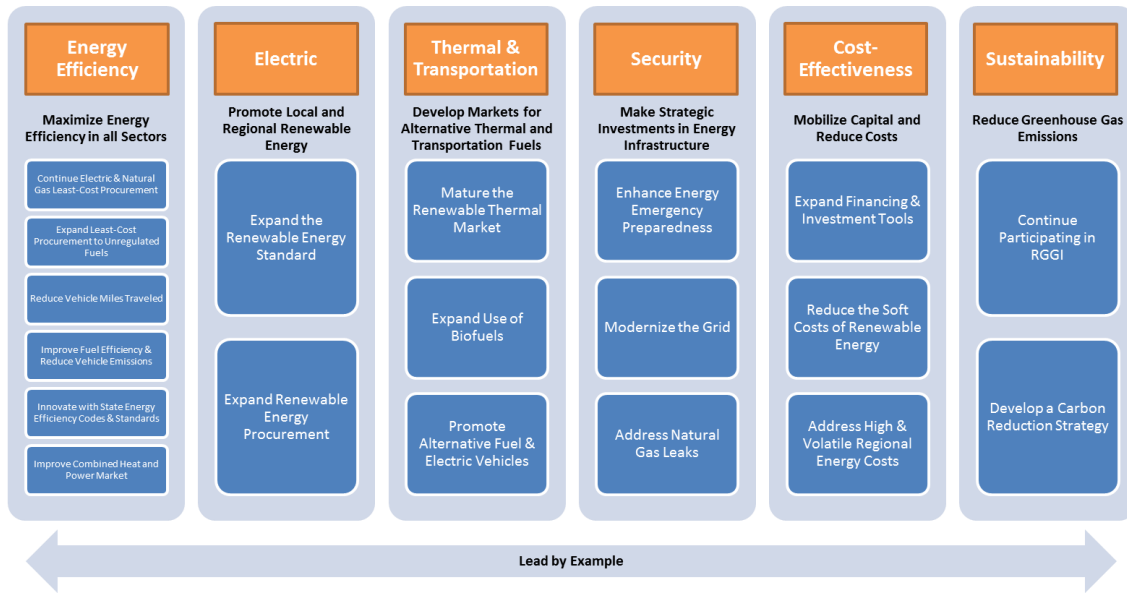 Energy
Efficiency
Maximize Energy
Efficiency in all Sectors
Continue Electric & Natural
Gas Least-Cost Procurement
Expand Least-Cost
Procurement to Unregulated
Fuels
Reduce Vehicle Miles Traveled
Improve Fuel Efficiency &
Reduce Vehicle Emissions
Innovate with State Energy
Efficiency Codes & Standards
Improve Combined Heat and
Power Market
Electric
Promote Local and
Regional Renewable
Energy
Expand the
Renewable Energy
Standard
Expand Renewable
Energy
Procurement
Thermal &
Transportation
Develop Markets for
Alternative Thermal and
Transportation Fuels
Mature the
Renewable Thermal
Market
Expand Use of
Biofuels
Promote
Alternative Fuel &
Electric Vehicles
Security
Make Strategic
Investments in Energy
Infrastructure
Enhance Energy
Emergency
Preparedness
Modernize the Grid
Address Natural
Gas Leaks
Cost-
Effectiveness
Mobilize Capital and
Reduce Costs
Expand Financing &
Investment Tools
Reduce the Soft
Costs of Renewable
Energy
Address High &
Volatile Regional
Energy Costs
Sustainability
Reduce Greenhouse Gas
Emissions
Continue
Participating in
RGGI
Develop a Carbon
Reduction Strategy
Lead by Example